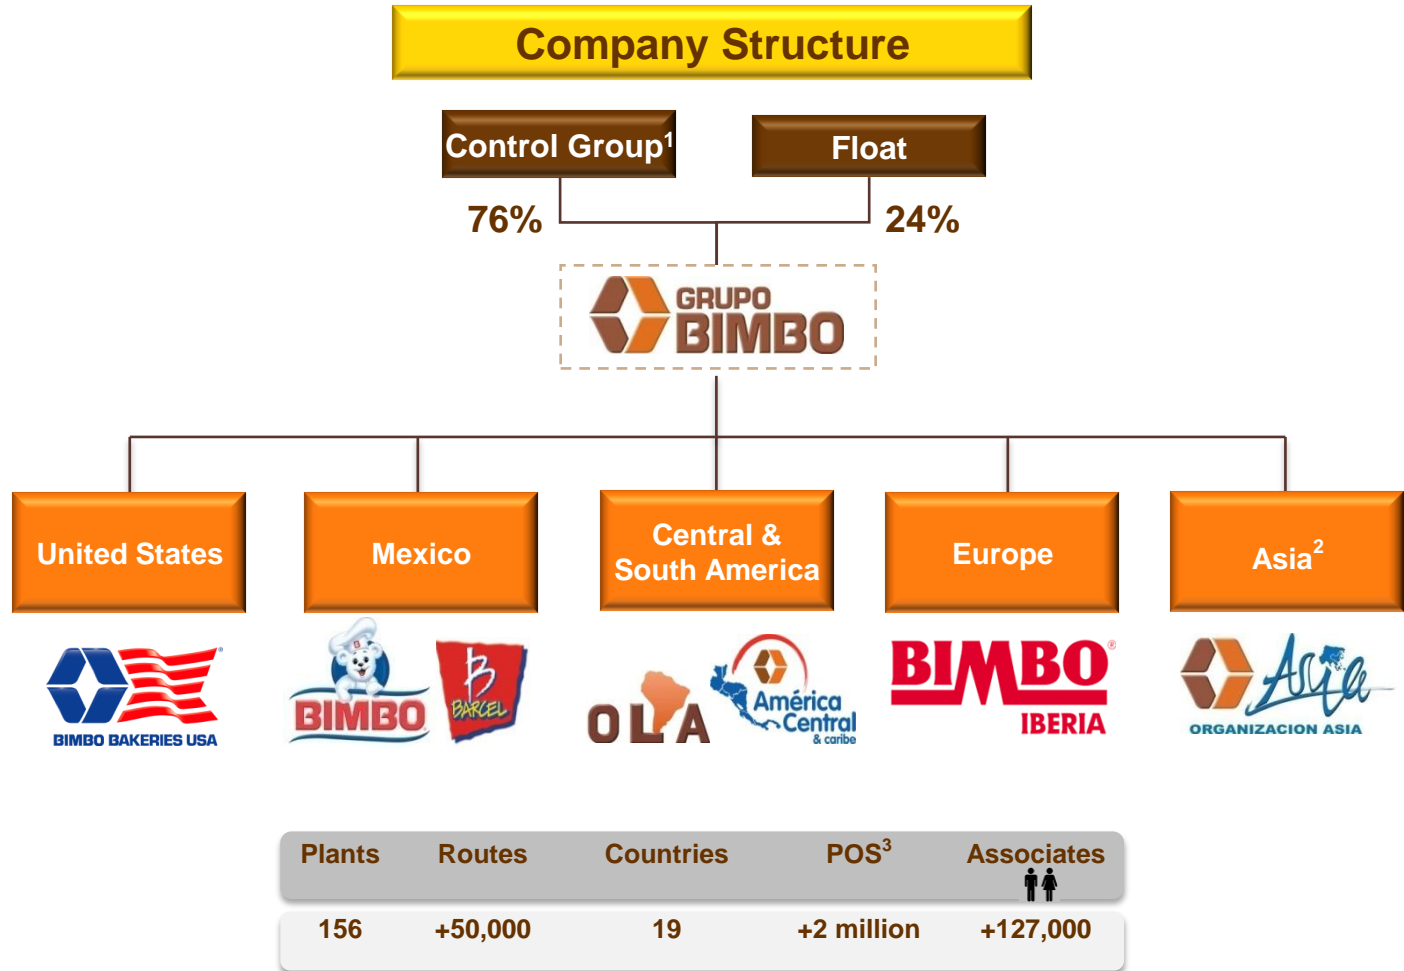 Company Structure
Control Group¹
Float
76%
24%
GRUPO
BIMBO
United States
Mexico
Central &
South America
Europe
Asia²
BIMBO BAKERIES USA
BIMBO
B
BARCEL
OLA
América
Central
& caribe
BIMBO®
IBERIA
Asia
ORGANIZACION ASIA
Plants Routes Countries POS³ Associates
156 +50,000 19 +2 million +127,000